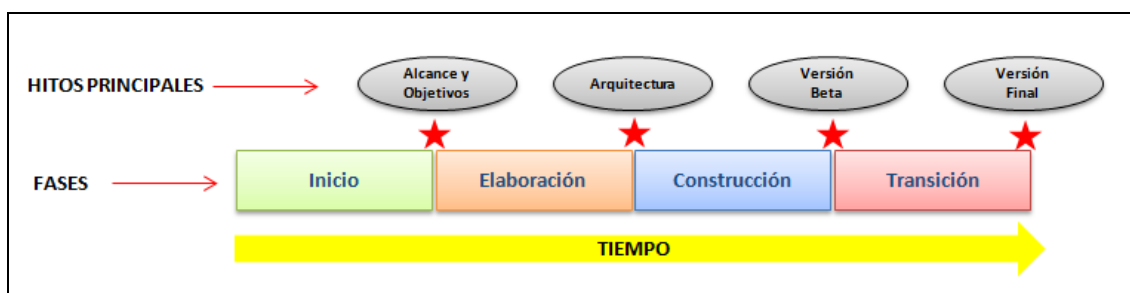 HITOS PRINCIPALES
Alcance y
Objetivos
Arquitectura
Versión
Beta
Versión
Final
FASES
Inicio
Elaboración
Construcción
Transición
TIEMPO